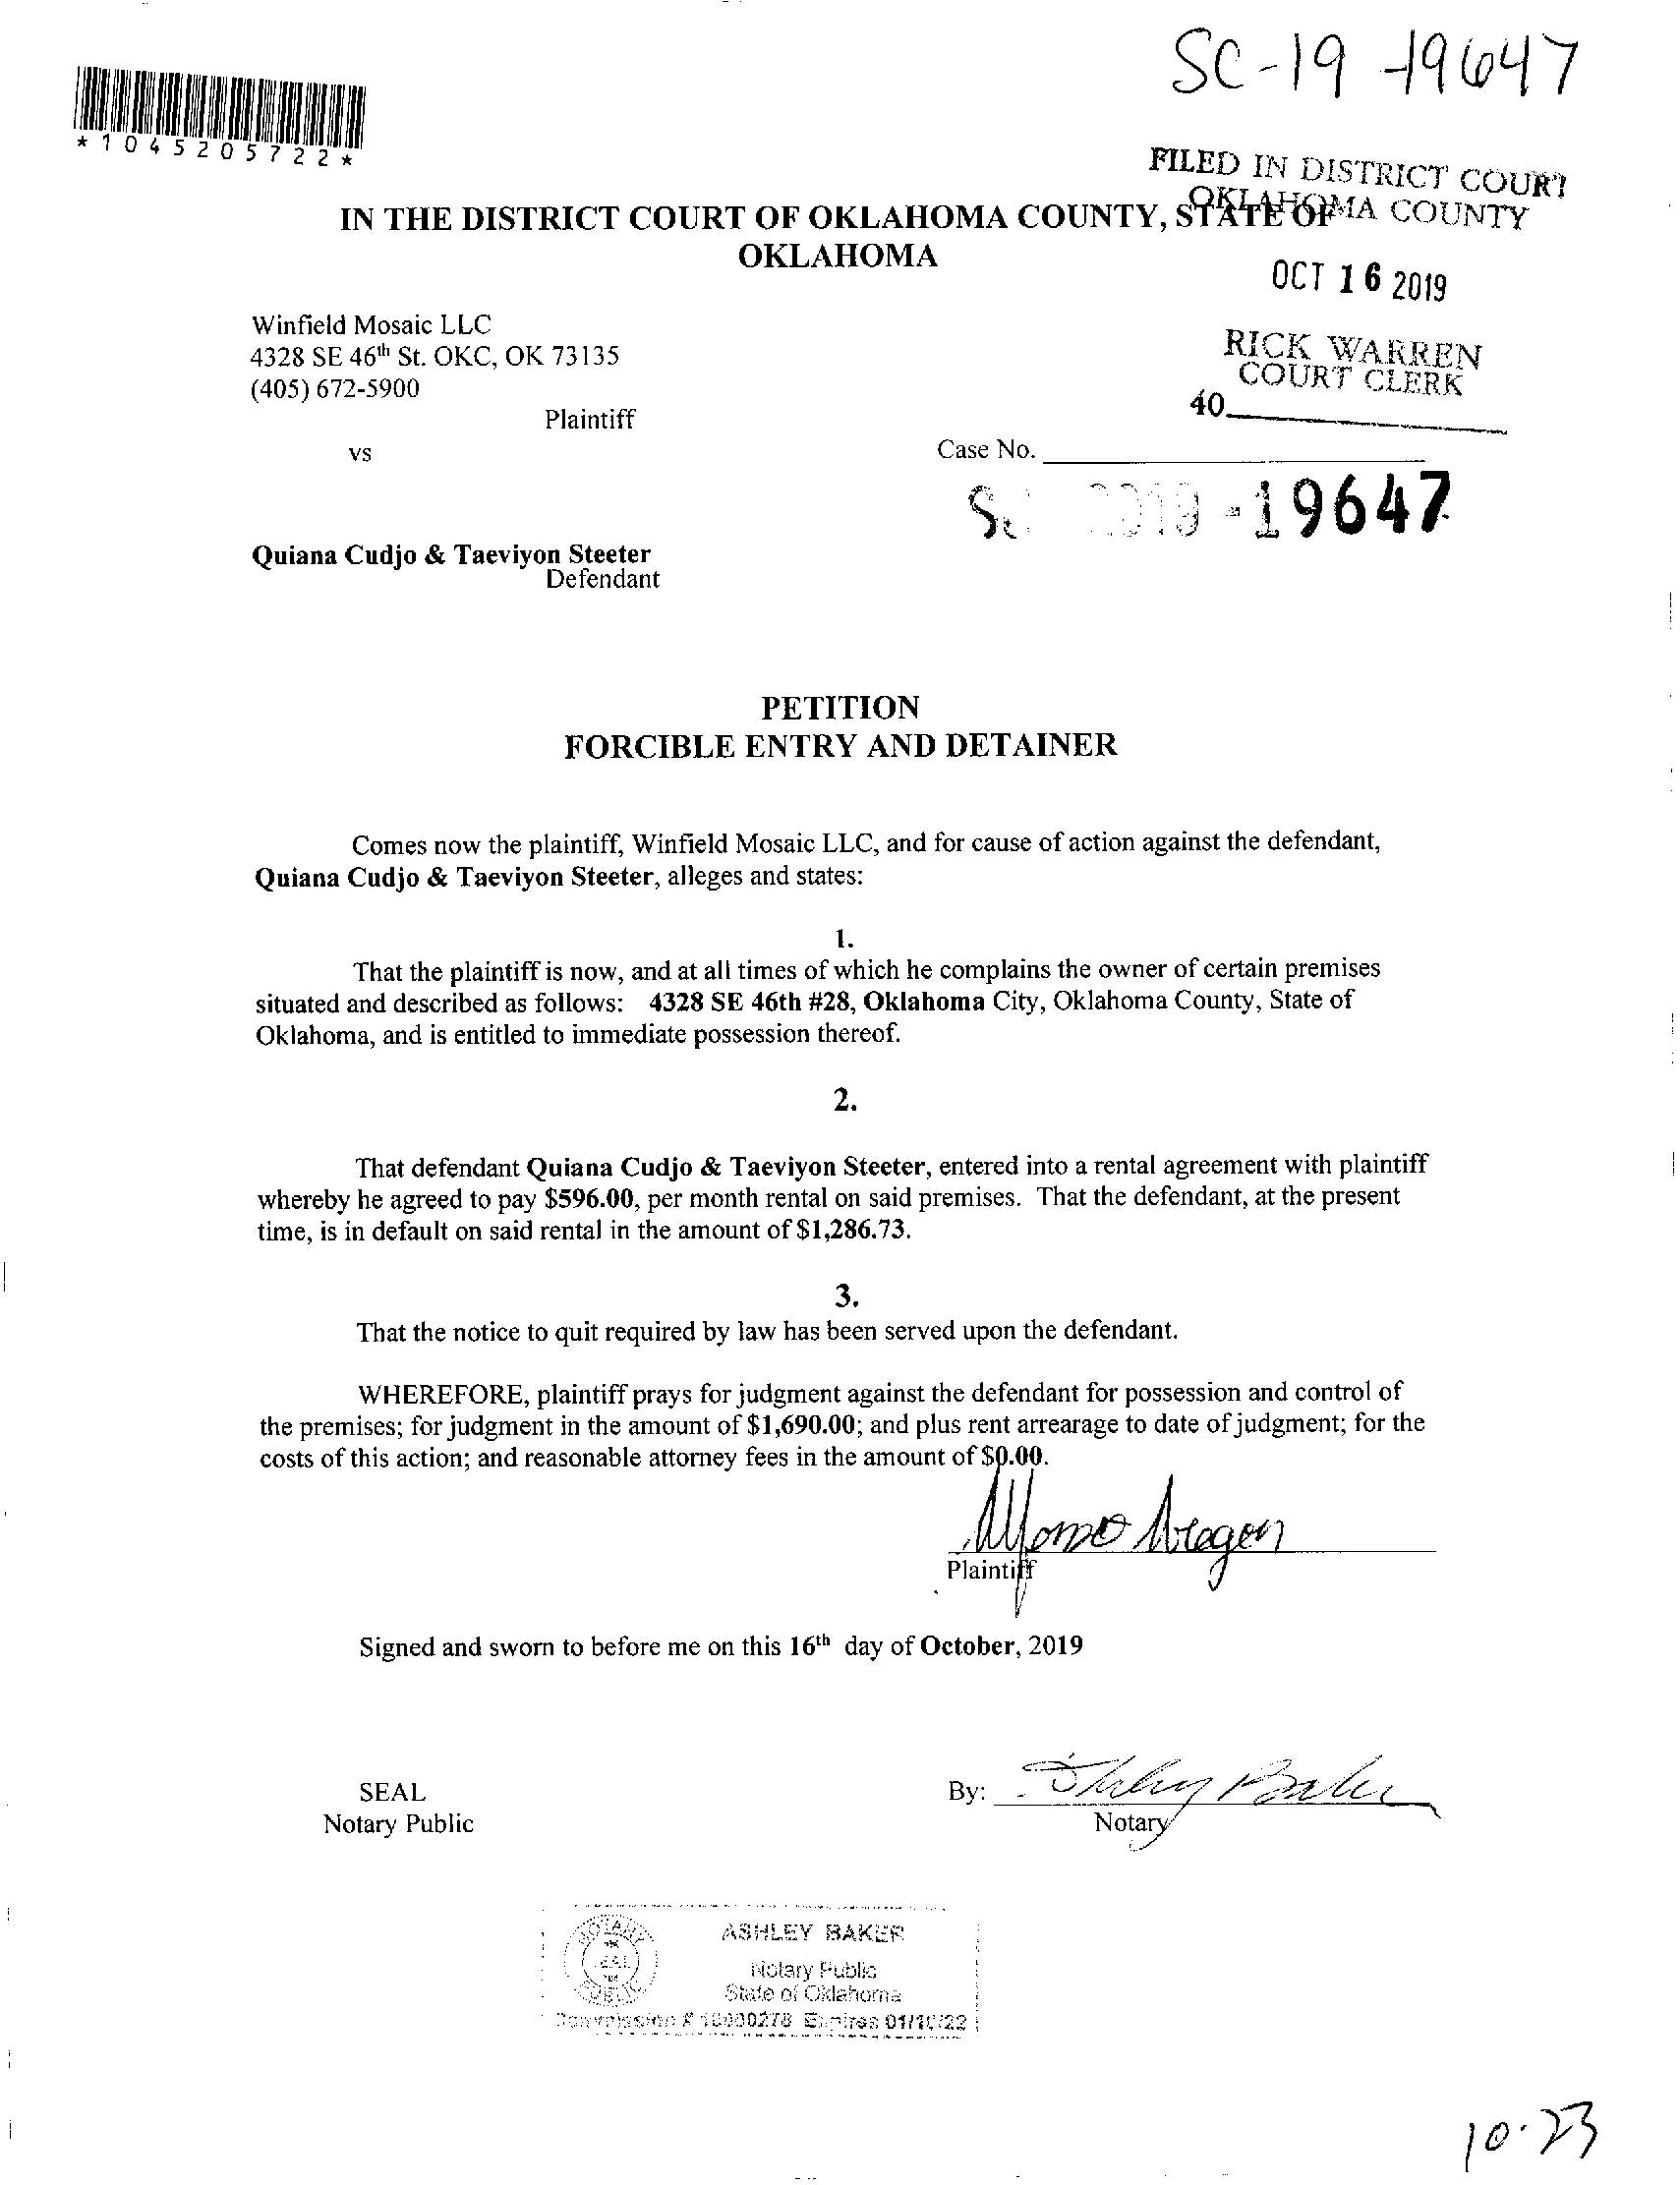 SC-19-19647
*1045205722*
FILED IN DISTRICT COURT
OKLAHOMA COUNTY
IN THE DISTRICT COURT OF OKLAHOMA COUNTY, STATE OF
OKLAHOMA
OCT 16 2019
Winfield Mosaic LLC
4328 SE 46th St. OKC, OK 73135
(405) 672-5900
RICK WARREN
COURT CLERK
40
Plaintiff
vs
Case No.
2019 -19647
Quiana Cudjo & Taeviyon Steeter
Defendant
PETITION
FORCIBLE ENTRY AND DETAINER
Comes now the plaintiff, Winfield Mosaic LLC, and for cause of action against the defendant,
Quiana Cudjo & Taeviyon Steeter, alleges and states:
1.
That the plaintiff is now, and at all times of which he complains the owner of certain premises
situated and described as follows: 4328 SE 46th #28, Oklahoma City, Oklahoma County, State of
Oklahoma, and is entitled to immediate possession thereof.
2.
That defendant Quiana Cudjo & Taeviyon Steeter, entered into a rental agreement with plaintiff
whereby he agreed to pay $596.00, per month rental on said premises. That the defendant, at the present
time, is in default on said rental in the amount of $1,286.73.
3.
That the notice to quit required by law has been served upon the defendant.
WHEREFORE, plaintiff prays for judgment against the defendant for possession and control of
the premises; for judgment in the amount of $1,690.00; and plus rent arrearage to date of judgment; for the
costs of this action; and reasonable attorney fees in the amount of $0.00.
Plaintiff
Signed and sworn to before me on this 16th day of October, 2019
SEAL
Notary Public
By: Ashley Baker
Notary
ASHLEY BAKER
Notary Public
State of Oklahoma
Commission # Expires
10-23